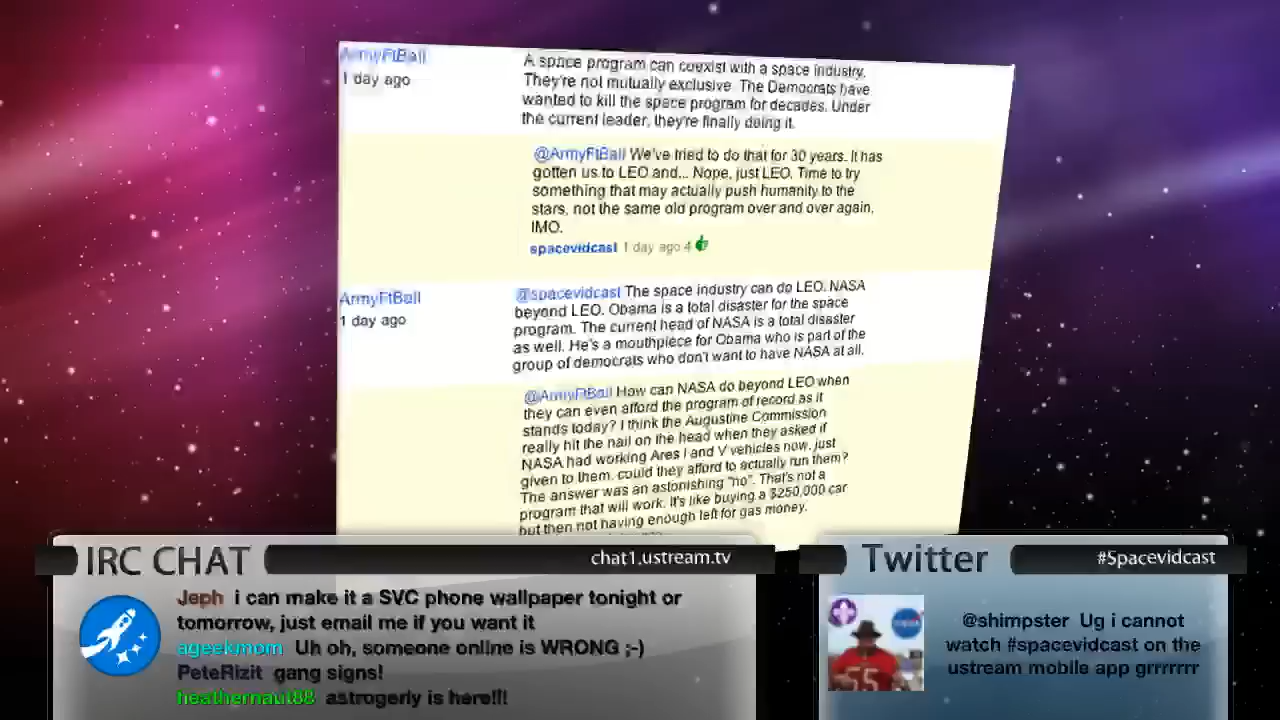 ArmyFtBall
1 day ago
A space program can coexist with a space industry.
They're not mutually exclusive. The Democrats have
wanted to kill the space program for decades. Under
the current leader, they're finally doing it.
@ArmyFtBall We've tried to do that for 30 years. It has
gotten us to LEO and... Nope, just LEO. Time to try
something that may actually push humanity to the
stars, not the same old program over and over again,
IMO.
spacevidcast 1 day ago 4
ArmyFtBall
1 day ago
@spacevidcast The space industry can do LEO. NASA
beyond LEO. Obama is a total disaster for the space
program. The current head of NASA is a total disaster
as well. He's a mouthpiece for Obama who is part of the
group of democrats who don't want to have NASA at all.
@ArmyFtBall How can NASA do beyond LEO when
they can even afford the program of record as it
stands today? I think the Augustine Commission
really hit the nail on the head when they asked if
NASA had working Ares I and V vehicles now, just
given to them, could they afford to actually run them?
The answer was an astonishing "no". That's not a
program that will work. It's like buying a $250,000 car
but then not having enough left for gas money.
IRC CHAT
chat1.ustream.tv
Jeph i can make it a SVC phone wallpaper tonight or
tomorrow, just email me if you want it
ageekmom Uh oh, someone online is WRONG ;-)
PeteRizit gang signs!
heathernaut88 astrogerly is here!!!
Twitter
#Spacevidcast
@shimpster Ug i cannot
watch #spacevidcast on the
ustream mobile app grrrrrrr